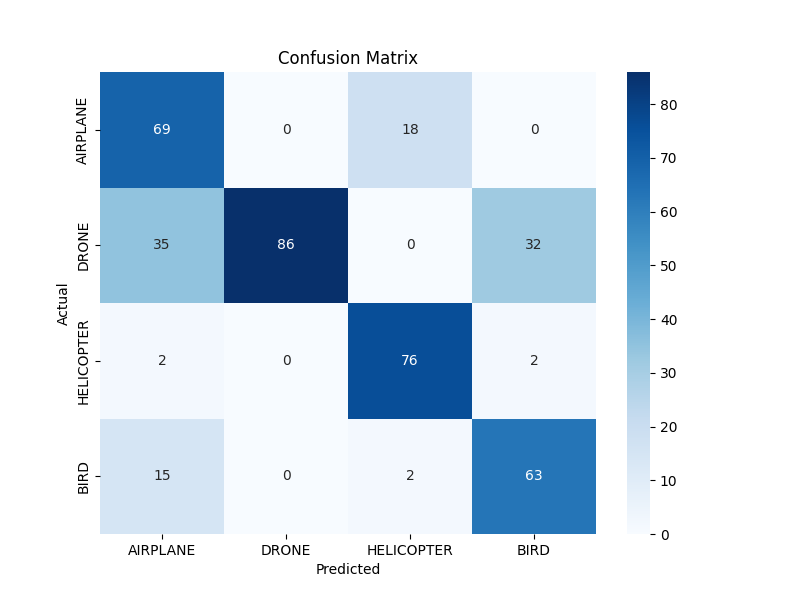 Confusion Matrix
Actual
AIRPLANE
69 0 18 0
DRONE
35 86 0 32
HELICOPTER
2 0 76 2
BIRD
15 0 2 63
AIRPLANE DRONE HELICOPTER BIRD
Predicted
80
70
60
50
40
30
20
10
0